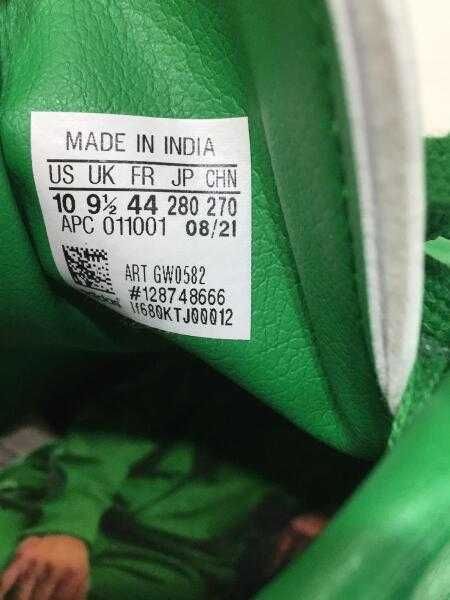 MADE IN INDIA
US UK FR JP CHN
10 9½ 44 280 270
APC 011001 08/21
ART GW0582
#128748666
1f680KTJ00012